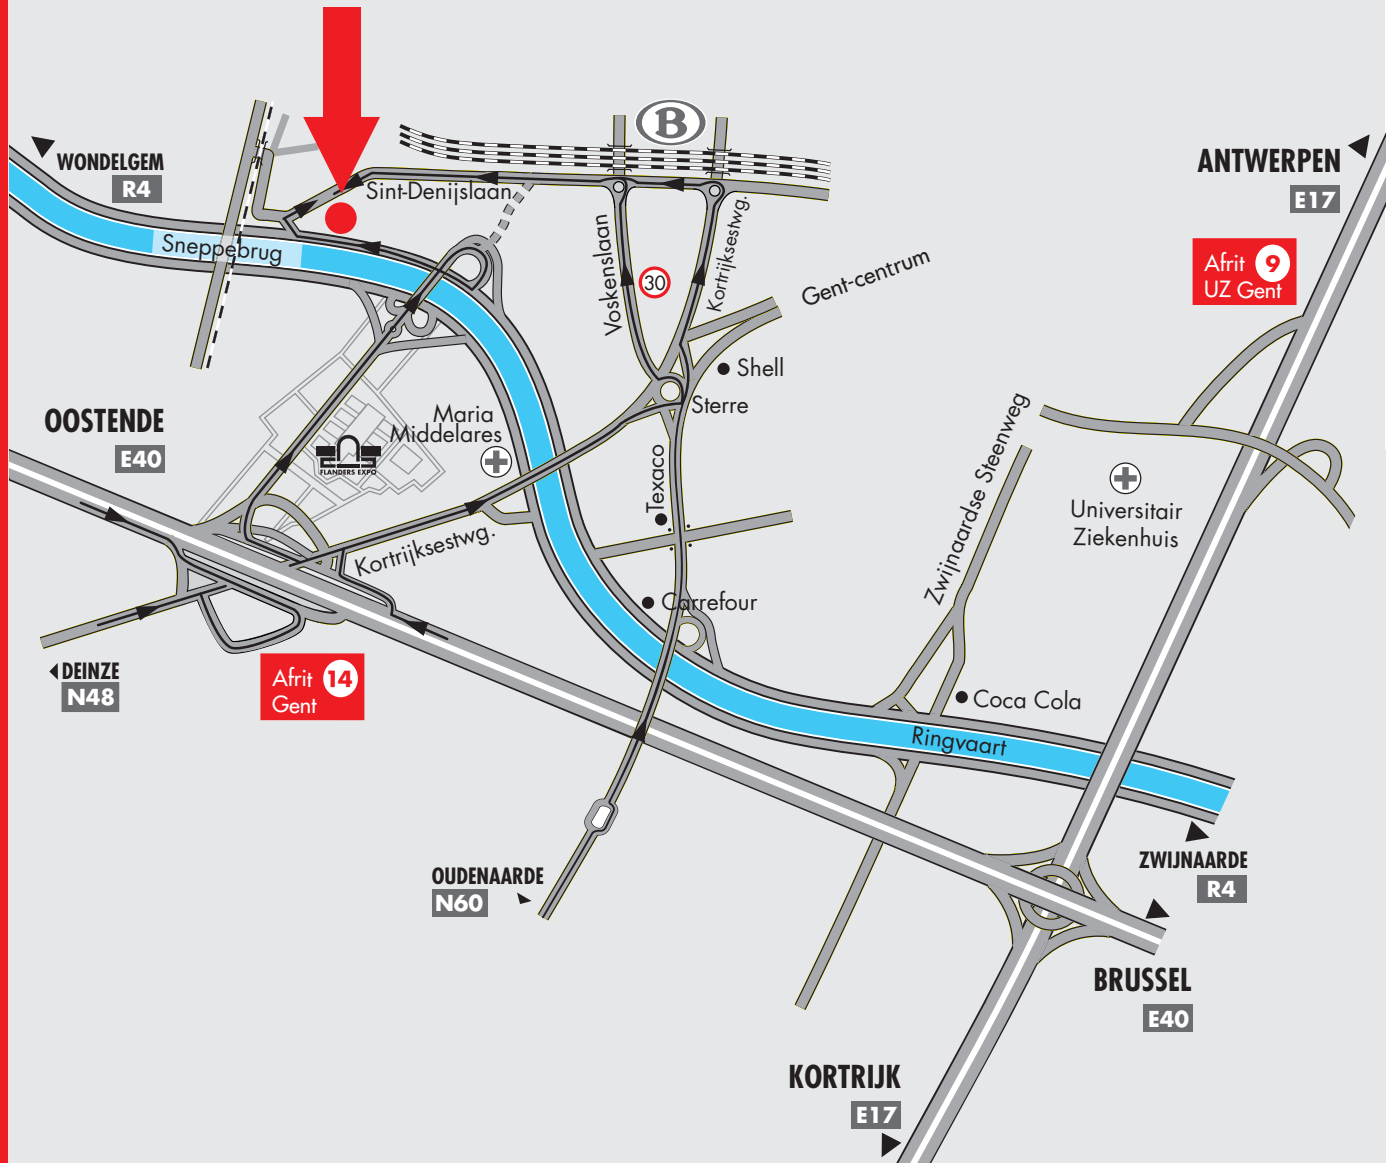 B
WONDELGEM
R4
ANTWERPEN
E17
Sint-Denijslaan
Sneppebrug
Voskenslaan
30
Kortrijksestwg.
Gent-centrum
Afrit 9
UZ Gent
Shell
Sterre
OOSTENDE
E40
Maria
Middelares
FLANDERS EXPO
Texaco
Zwijnaardse Steenweg
Universitair
Ziekenhuis
Kortrijksestwg.
Carrefour
DEINZE
N48
Afrit 14
Gent
Coca Cola
Ringvaart
OUDENAARDE
N60
ZWIJNAARDE
R4
BRUSSEL
E40
KORTRIJK
E17